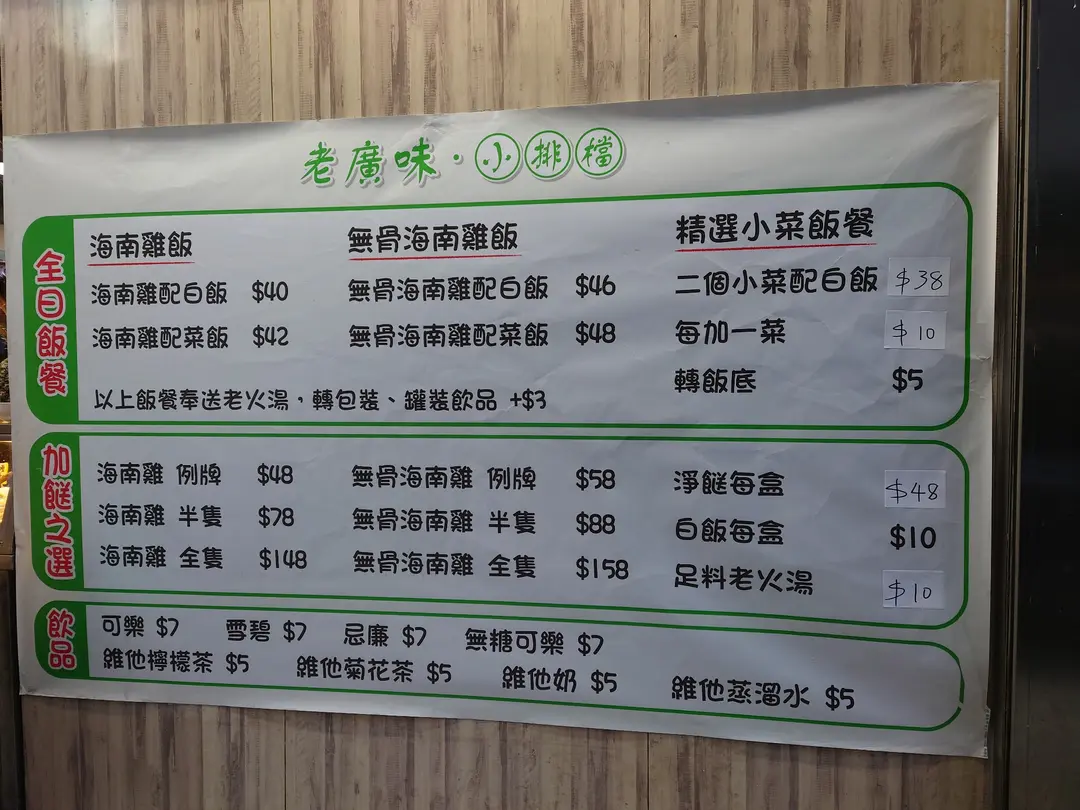 老廣味・小排檔
全日飯餐
海南雞飯
海南雞配白飯 $40
海南雞配菜飯 $42
無骨海南雞飯
無骨海南雞配白飯 $46
無骨海南雞配菜飯 $48
以上飯餐奉送老火湯，轉包裝、罐裝飲品 +$3
精選小菜飯餐
二個小菜配白飯 $38
每加一菜 $10
轉飯底 $5
加餸之選
海南雞 例牌 $48
海南雞 半隻 $78
海南雞 全隻 $148
無骨海南雞 例牌 $58
無骨海南雞 半隻 $88
無骨海南雞 全隻 $158
淨餸每盒 $48
白飯每盒 $10
足料老火湯 $10
飲品
可樂 $7 雪碧 $7 忌廉 $7 無糖可樂 $7
維他檸檬茶 $5 維他菊花茶 $5 維他奶 $5 維他蒸溜水 $5